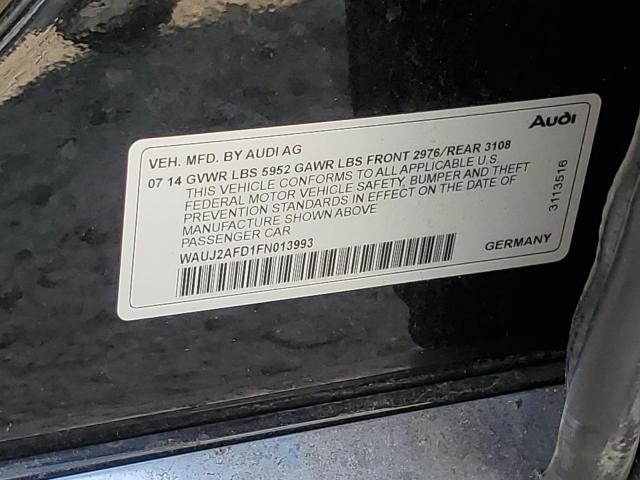 Audi
VEH. MFD. BY AUDI AG
07 14 GVWR LBS 5952 GAWR LBS FRONT 2976/REAR 3108
THIS VEHICLE CONFORMS TO ALL APPLICABLE U.S
FEDERAL MOTOR VEHICLE SAFETY, BUMPER AND THEFT
PREVENTION STANDARDS IN EFFECT ON THE DATE OF
MANUFACTURE SHOWN ABOVE
PASSENGER CAR
WAUJ2AFD1FN013993
GERMANY
3113516